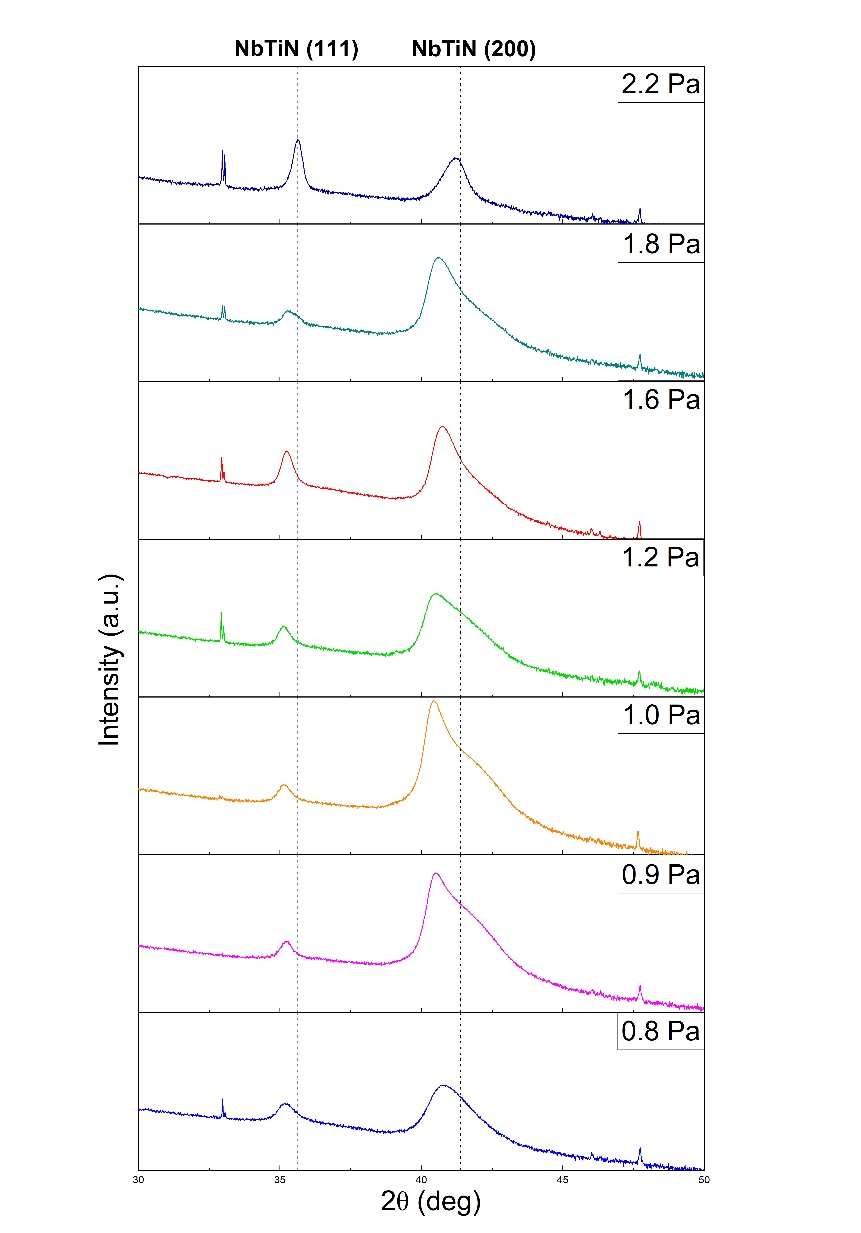 NbTiN (111) NbTiN (200)
2.2 Pa
1.8 Pa
1.6 Pa
1.2 Pa
1.0 Pa
0.9 Pa
0.8 Pa
Intensity (a.u.)
30 35 40 45 50
2θ (deg)